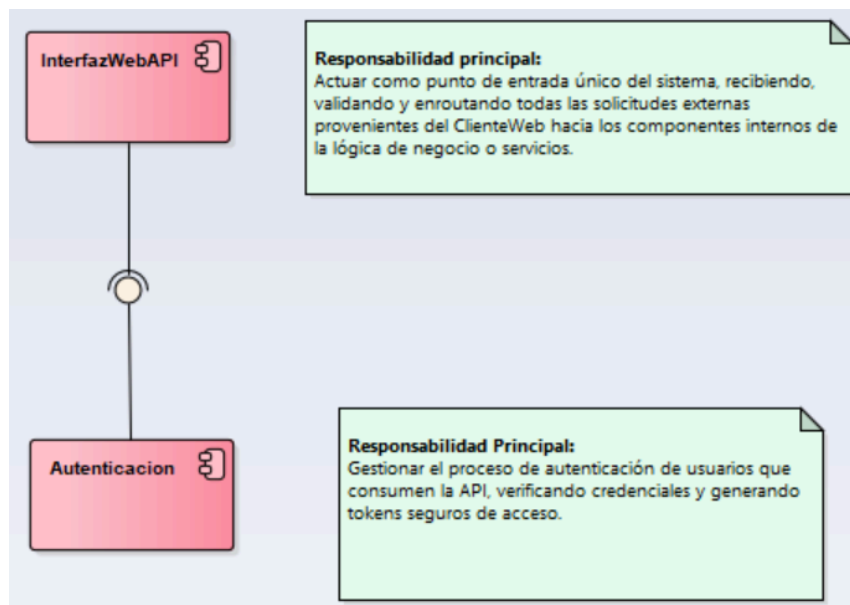 InterfazWebAPI
Responsabilidad principal:
Actuar como punto de entrada único del sistema, recibiendo,
validando y enroutando todas las solicitudes externas
provenientes del ClienteWeb hacia los componentes internos de
la lógica de negocio o servicios.
Autenticacion
Responsabilidad Principal:
Gestionar el proceso de autenticación de usuarios que
consumen la API, verificando credenciales y generando
tokens seguros de acceso.